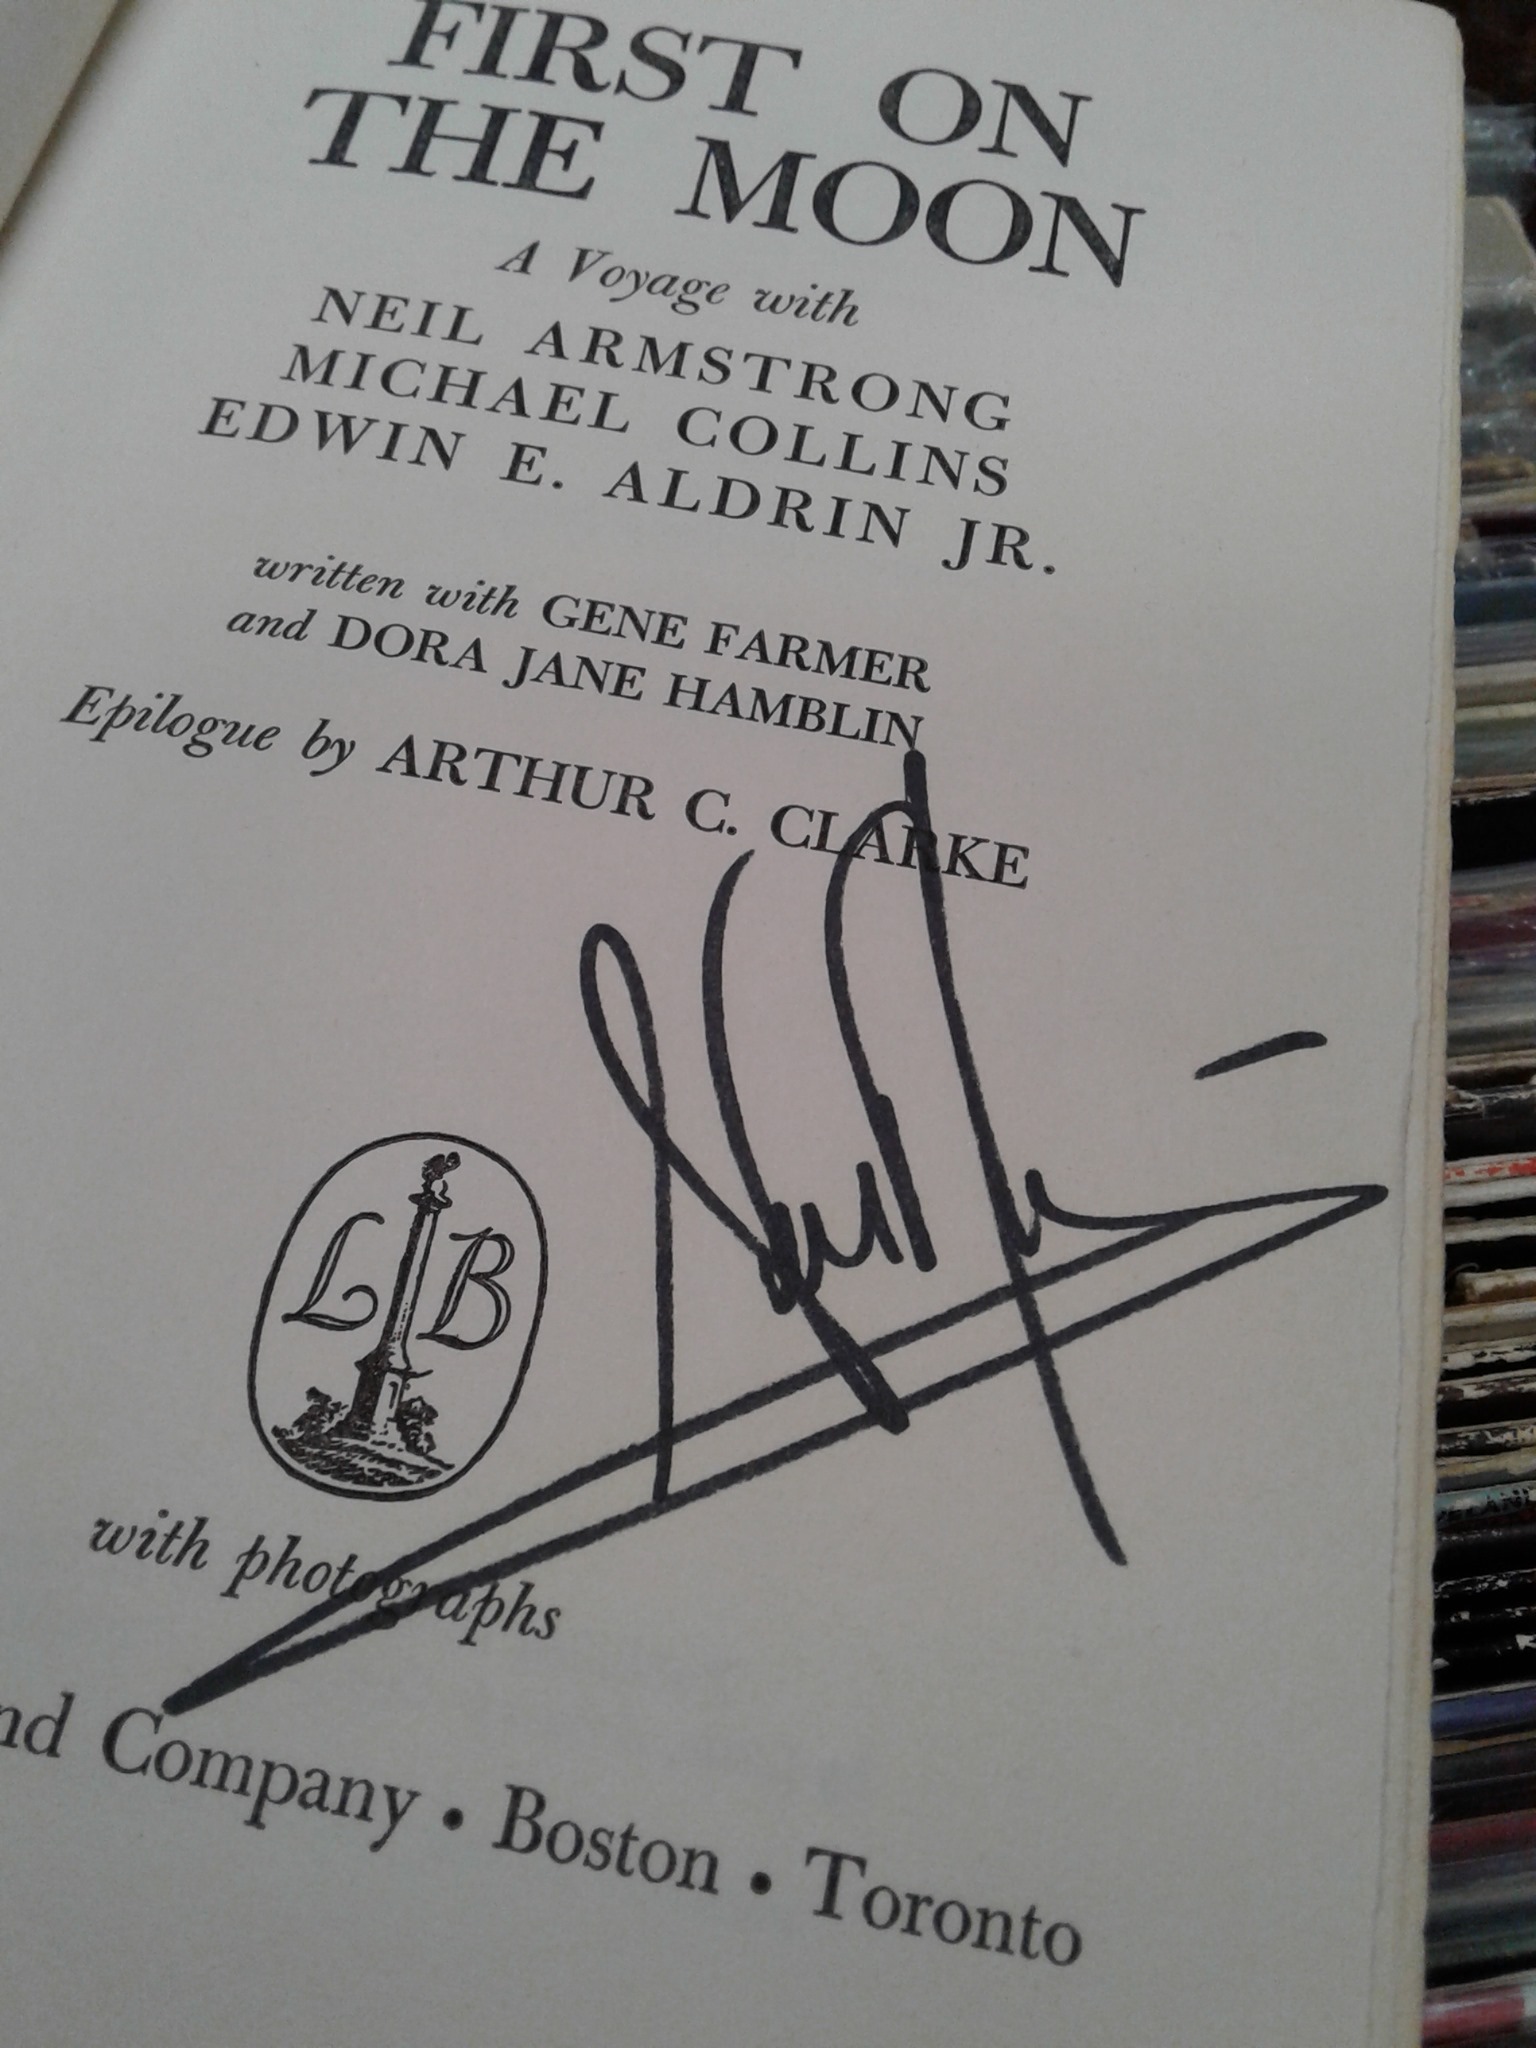 FIRST ON
THE MOON
A Voyage with
NEIL ARMSTRONG
MICHAEL COLLINS
EDWIN E. ALDRIN JR.
written with GENE FARMER
and DORA JANE HAMBLIN
Epilogue by ARTHUR C. CLARKE
L B
with photographs
nd Company • Boston • Toronto